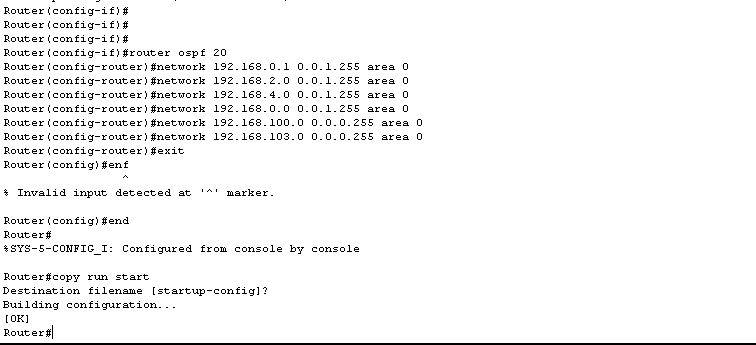 Router(config-if)#
Router(config-if)#
Router(config-if)#
Router(config-if)#router ospf 20
Router(config-router)#network 192.168.0.1 0.0.1.255 area 0
Router(config-router)#network 192.168.2.0 0.0.1.255 area 0
Router(config-router)#network 192.168.4.0 0.0.1.255 area 0
Router(config-router)#network 192.168.0.0 0.0.1.255 area 0
Router(config-router)#network 192.168.100.0 0.0.0.255 area 0
Router(config-router)#network 192.168.103.0 0.0.0.255 area 0
Router(config-router)#exit
Router(config)#enf
^
% Invalid input detected at '^' marker.
Router(config)#end
Router#
%SYS-5-CONFIG_I: Configured from console by console
Router#copy run start
Destination filename [startup-config]?
Building configuration...
[OK]
Router#